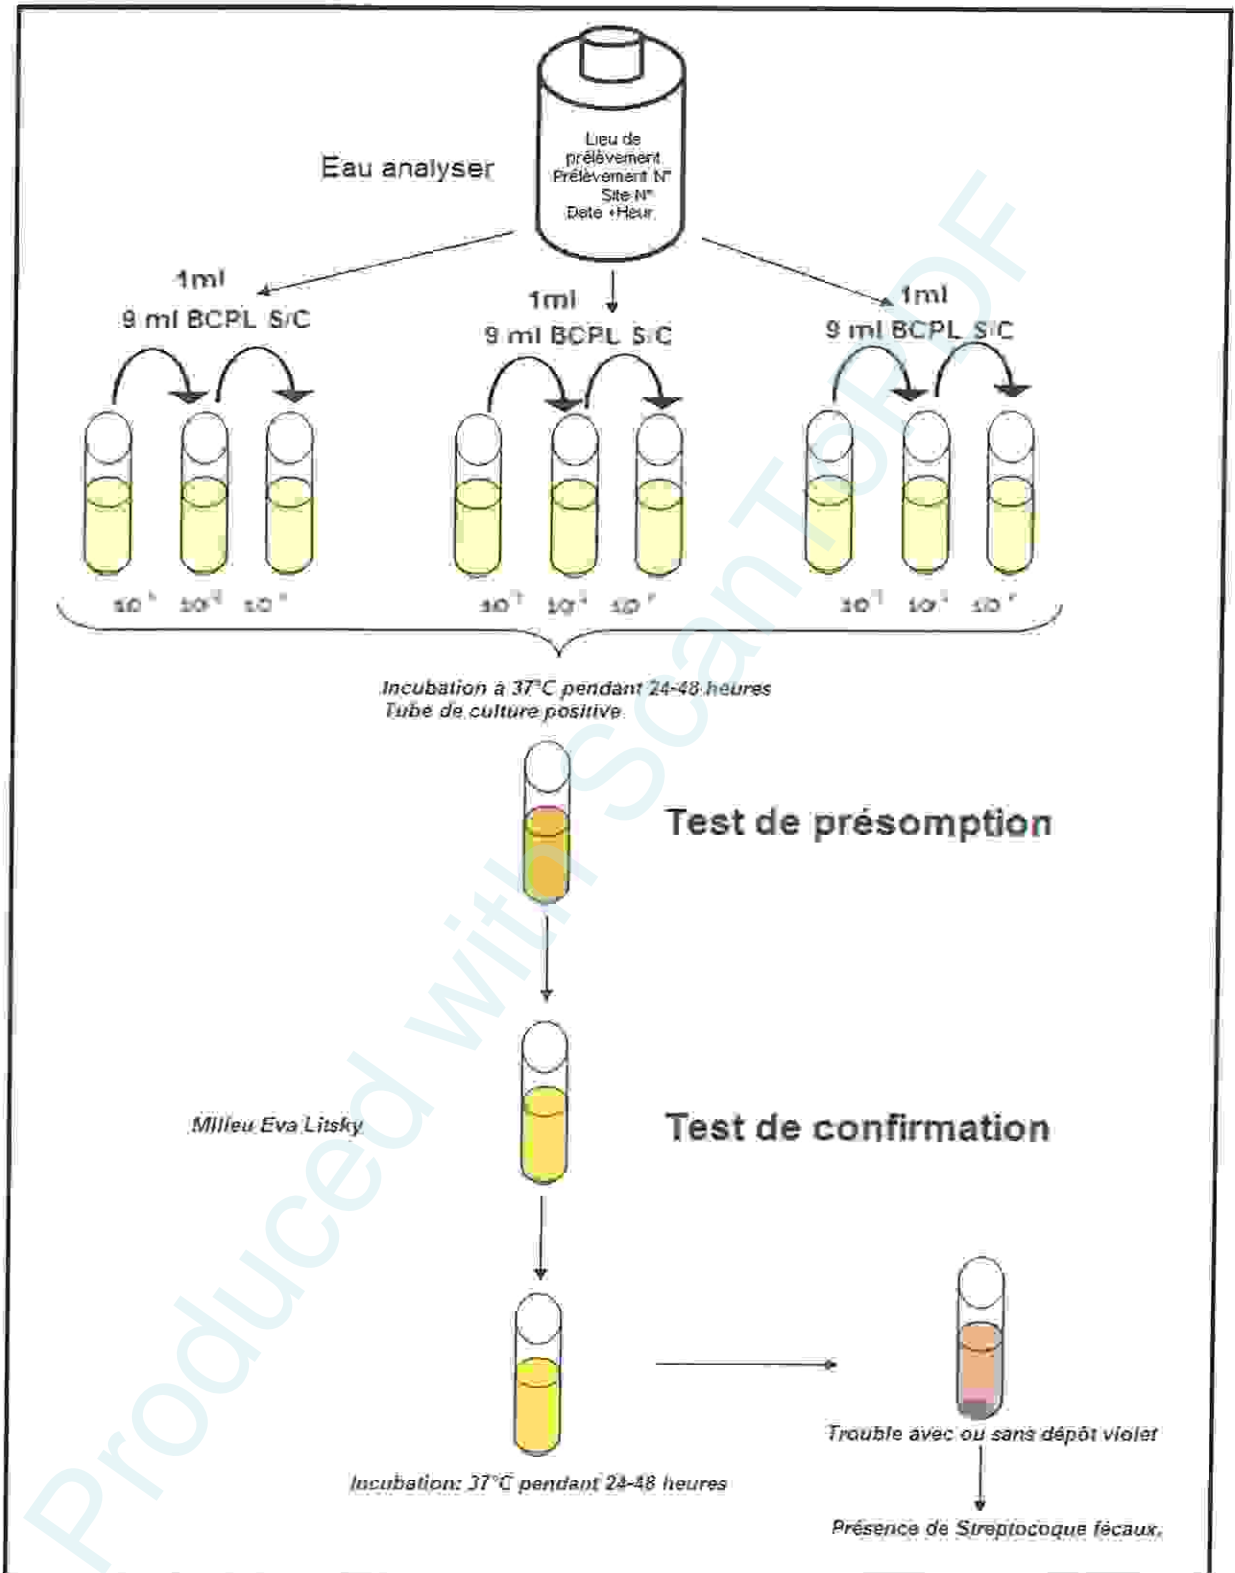 Lieu de
prélèvement
Prélèvement N°
Site N°
Date +Heur
Eau analyser
1ml
9 ml BCPL S/C
1ml
9 ml BCPL S/C
1ml
9 ml BCPL S/C
Incubation à 37°C pendant 24-48 heures
Tube de culture positive
Test de présomption
Milieu Eva Litsky
Test de confirmation
Trouble avec ou sans dépôt violet
Incubation: 37°C pendant 24-48 heures
Présence de Streptocoque fécaux.
Produced with ScanToPDF